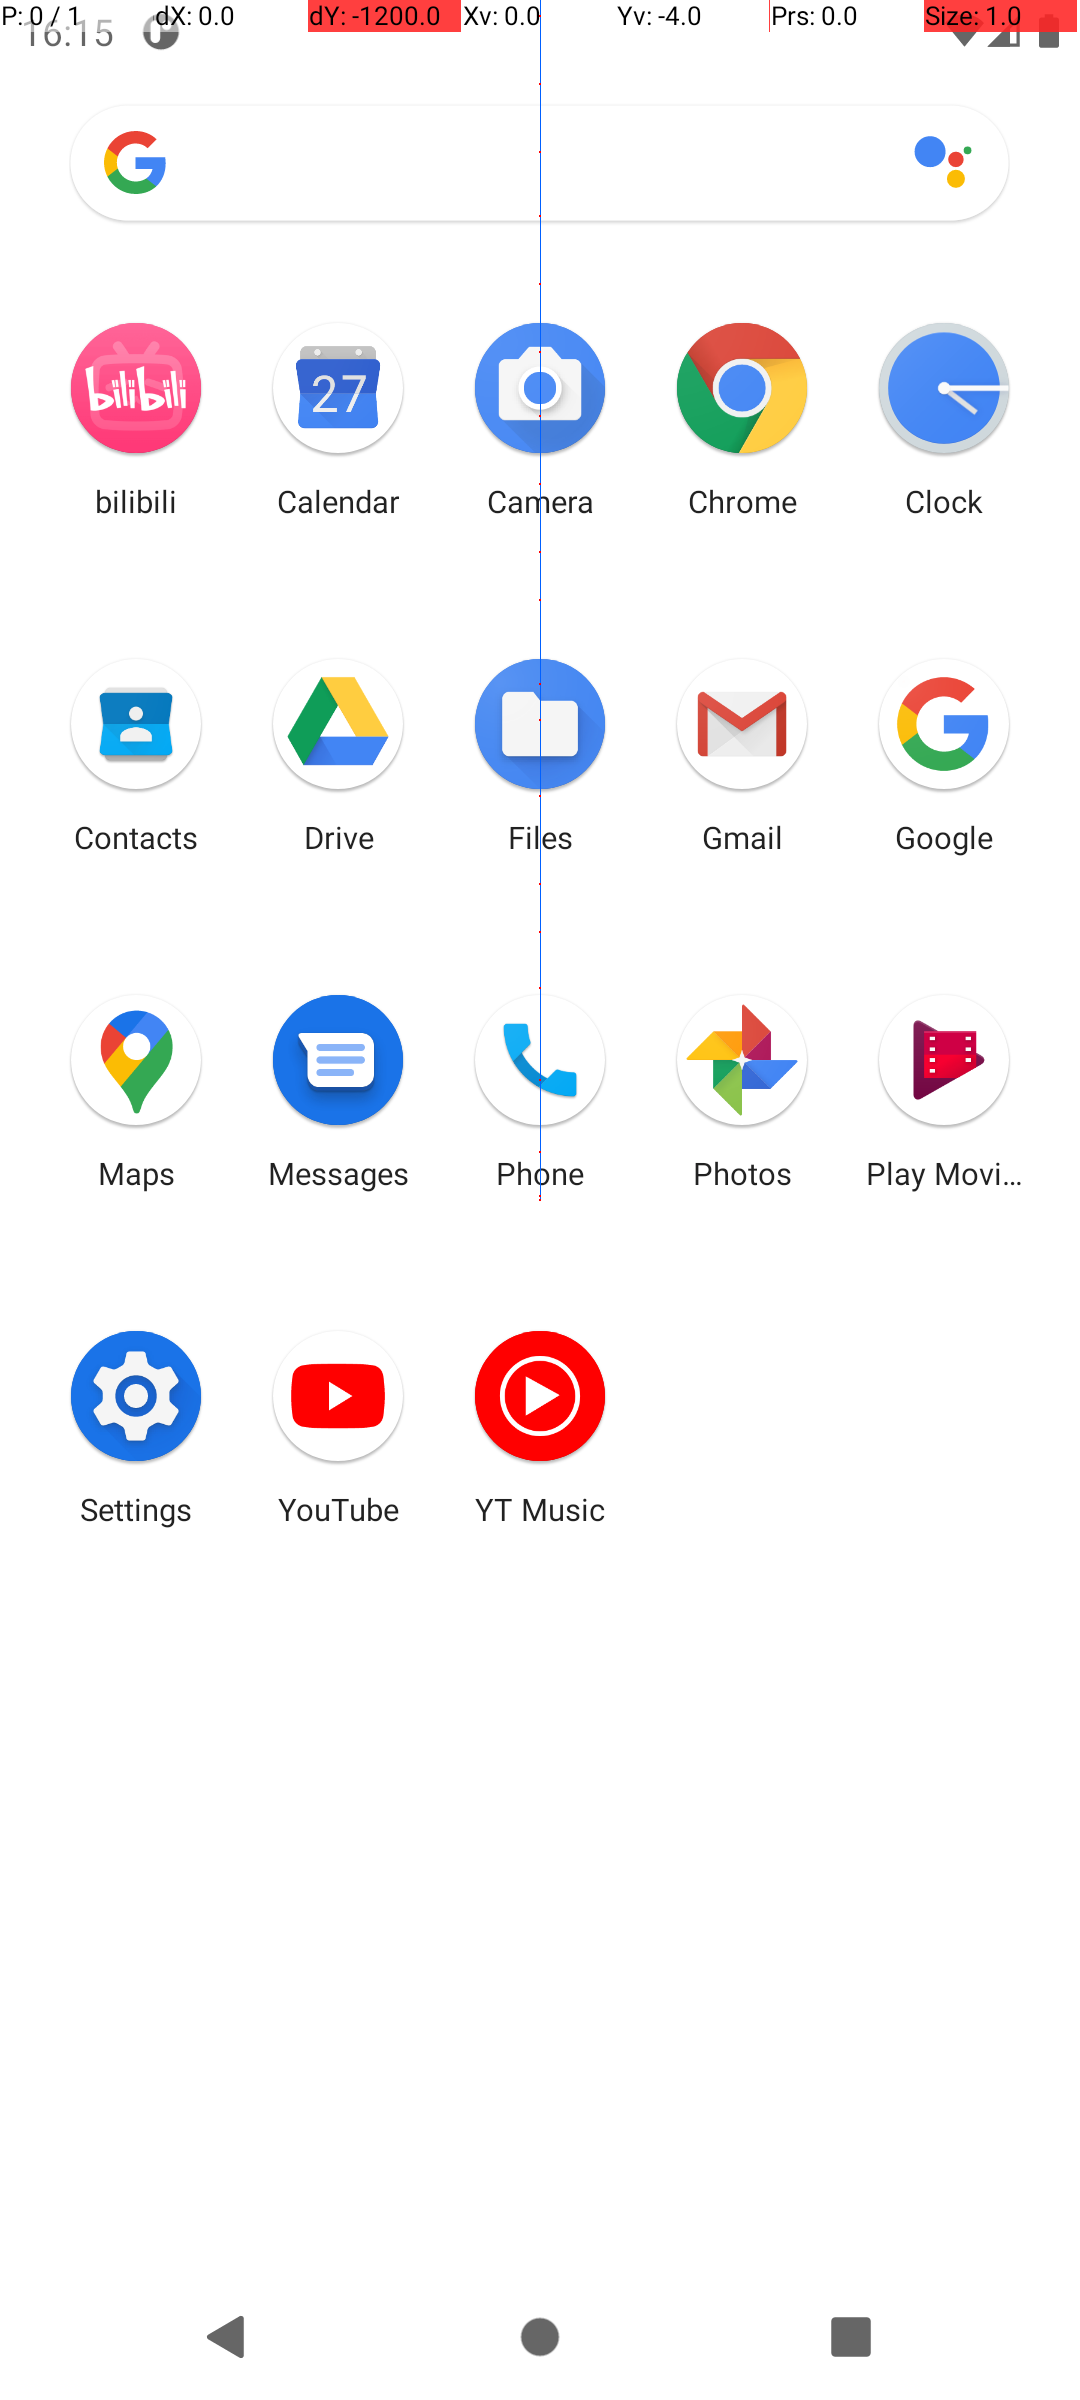 P: 0 / 1 dX: 0.0 dY: -1200.0 Xv: 0.0 Yv: -4.0 Prs: 0.0 Size: 1.0
16:15
bilibili
27
bilibili Calendar Camera Chrome Clock
Contacts Drive Files Gmail Google
Maps Messages Phone Photos Play Movi...
Settings YouTube YT Music